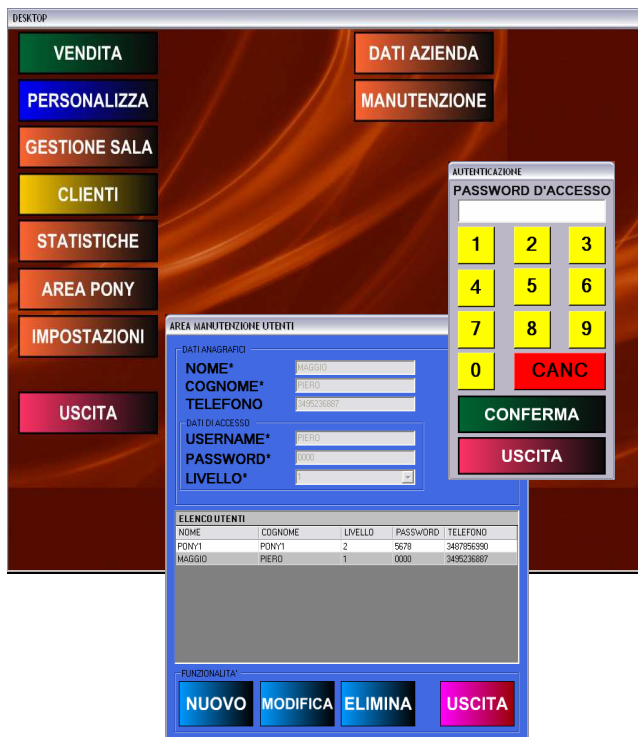 DESKTOP
VENDITA
DATI AZIENDA
PERSONALIZZA
MANUTENZIONE
GESTIONE SALA
CLIENTI
STATISTICHE
AREA PONY
IMPOSTAZIONI
USCITA
AUTENTICAZIONE
PASSWORD D'ACCESSO
1 2 3
4 5 6
7 8 9
0 CANC
CONFERMA
USCITA
AREA MANUTENZIONE UTENTI
DATI ANAGRAFICI
NOME* MAGGIO
COGNOME* PIERO
TELEFONO 3495236887
DATI DI ACCESSO
USERNAME* PIERO
PASSWORD* 0000
LIVELLO* 1
ELENCO UTENTI
NOME COGNOME LIVELLO PASSWORD TELEFONO
PONY1 PONY1 2 5678 3487856990
MAGGIO PIERO 1 0000 3495236887
FUNZIONALITA'
NUOVO MODIFICA ELIMINA USCITA